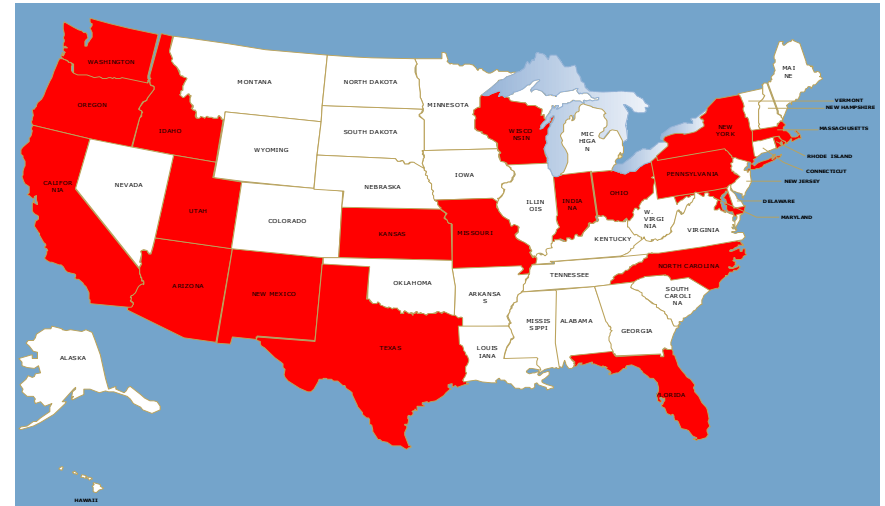 WASHINGTON
MONTANA
NORTH DAKOTA
MINNESOTA
MAI
NE
OREGON
IDAHO
WYOMING
SOUTH DAKOTA
WISCO
NSIN
MIC
HIGA
N
NEW
YORK
VERMONT
NEW HAMPSHIRE
MASSACHUSETTS
RHODE ISLAND
CONNECTICUT
NEW JERSEY
DELAWARE
MARYLAND
CALIFOR
NIA
NEVADA
UTAH
COLORADO
NEBRASKA
IOWA
ILLIN
OIS
INDIA
NA
OHIO
PENNSYLVANIA
KANSAS
MISSOURI
KENTUCKY
W.
VIRGI
NIA
VIRGINIA
ARIZONA
NEW MEXICO
OKLAHOMA
ARKANSA
S
TENNESSEE
NORTH CAROLINA
SOUTH
CAROLI
NA
TEXAS
LOUIS
IANA
MISSIS
SIPPI
ALABAMA
GEORGIA
FLORIDA
ALASKA
HAWAII